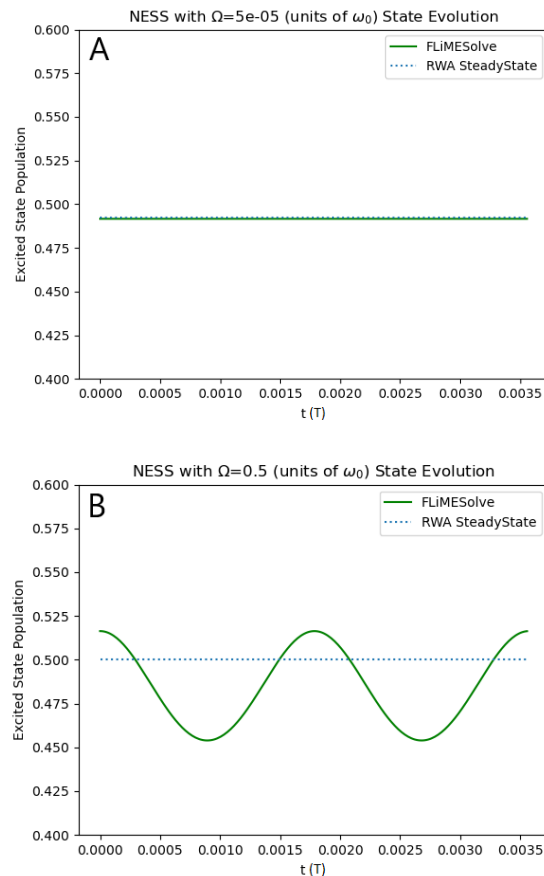 NESS with Ω=5e-05 (units of ω₀) State Evolution
A
FLiMESolve
RWA SteadyState
Excited State Population
0.600
0.575
0.550
0.525
0.500
0.475
0.450
0.425
0.400
0.0000 0.0005 0.0010 0.0015 0.0020 0.0025 0.0030 0.0035
t (T)
NESS with Ω=0.5 (units of ω₀) State Evolution
B
FLiMESolve
RWA SteadyState
Excited State Population
0.600
0.575
0.550
0.525
0.500
0.475
0.450
0.425
0.400
0.0000 0.0005 0.0010 0.0015 0.0020 0.0025 0.0030 0.0035
t (T)